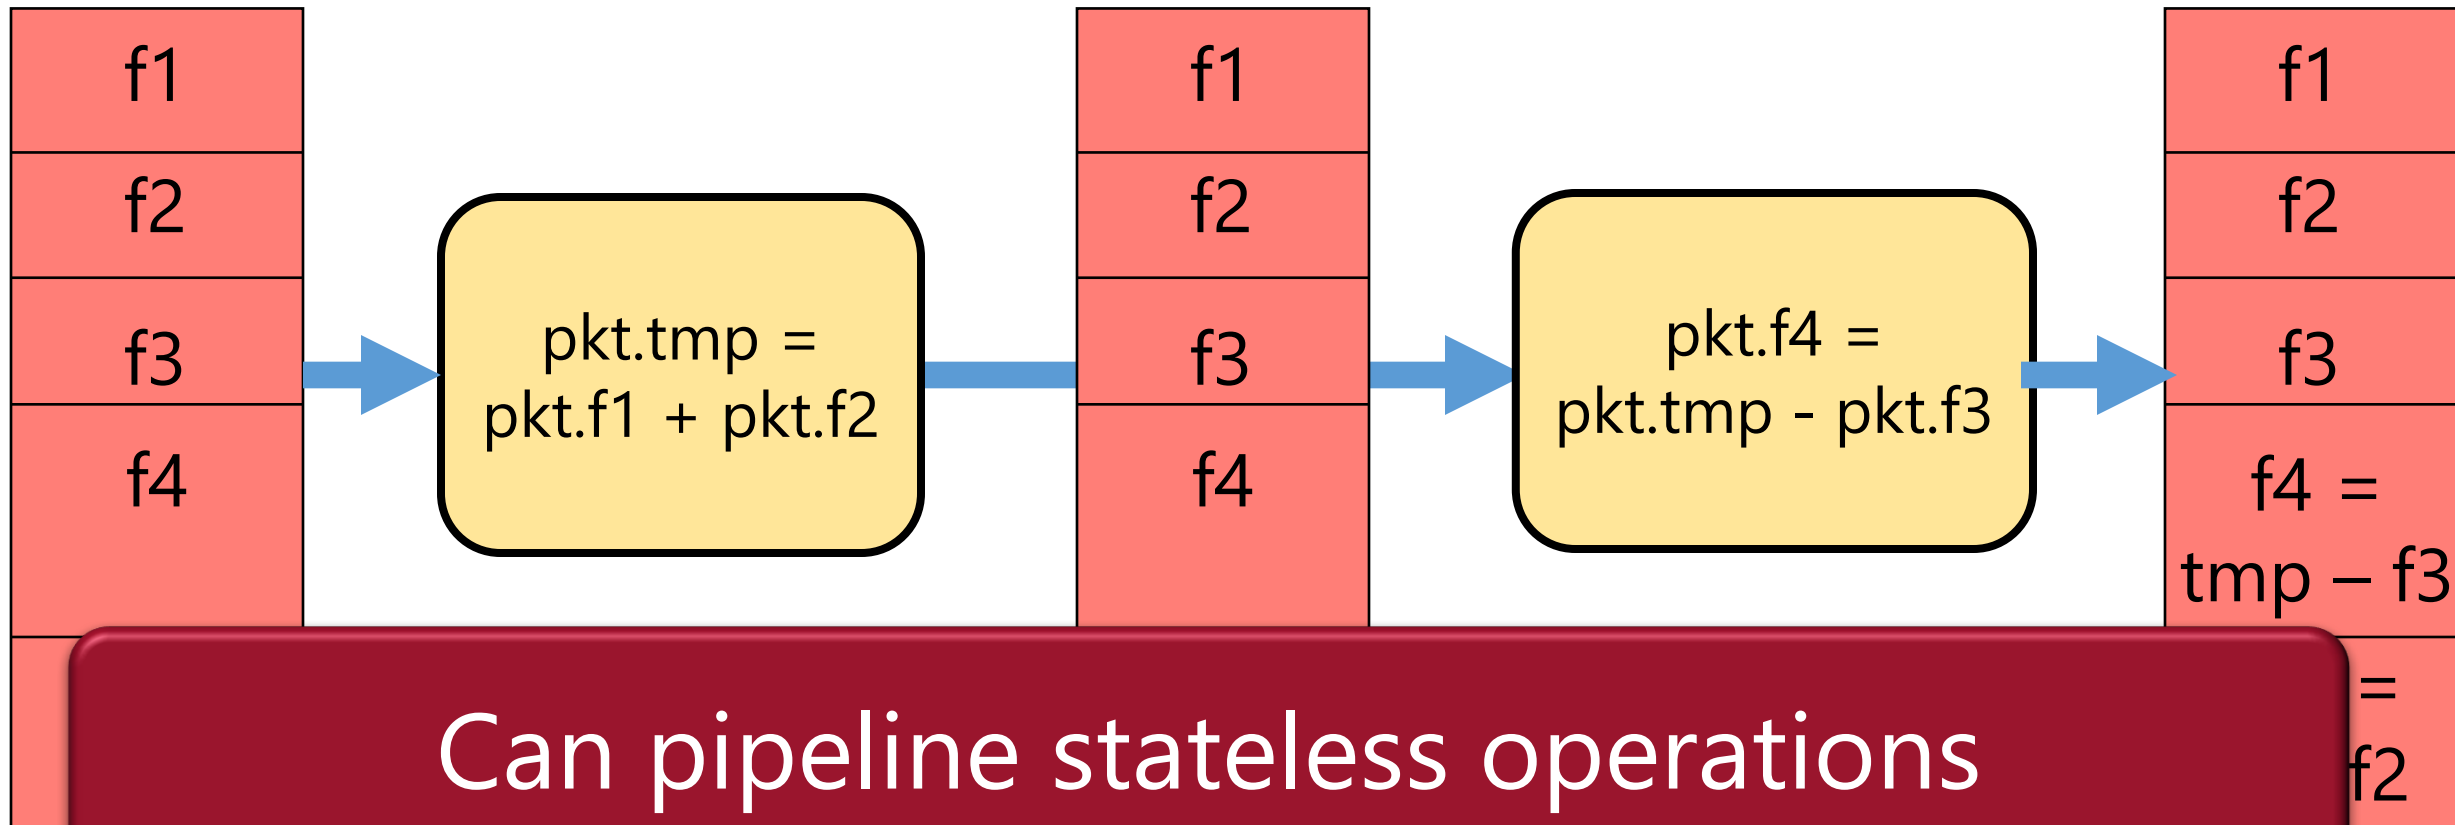 f1
f2
f3
f4
pkt.tmp =
pkt.f1 + pkt.f2
f1
f2
f3
f4
pkt.f4 =
pkt.tmp - pkt.f3
f1
f2
f3
f4 =
tmp – f3
=
f2
Can pipeline stateless operations